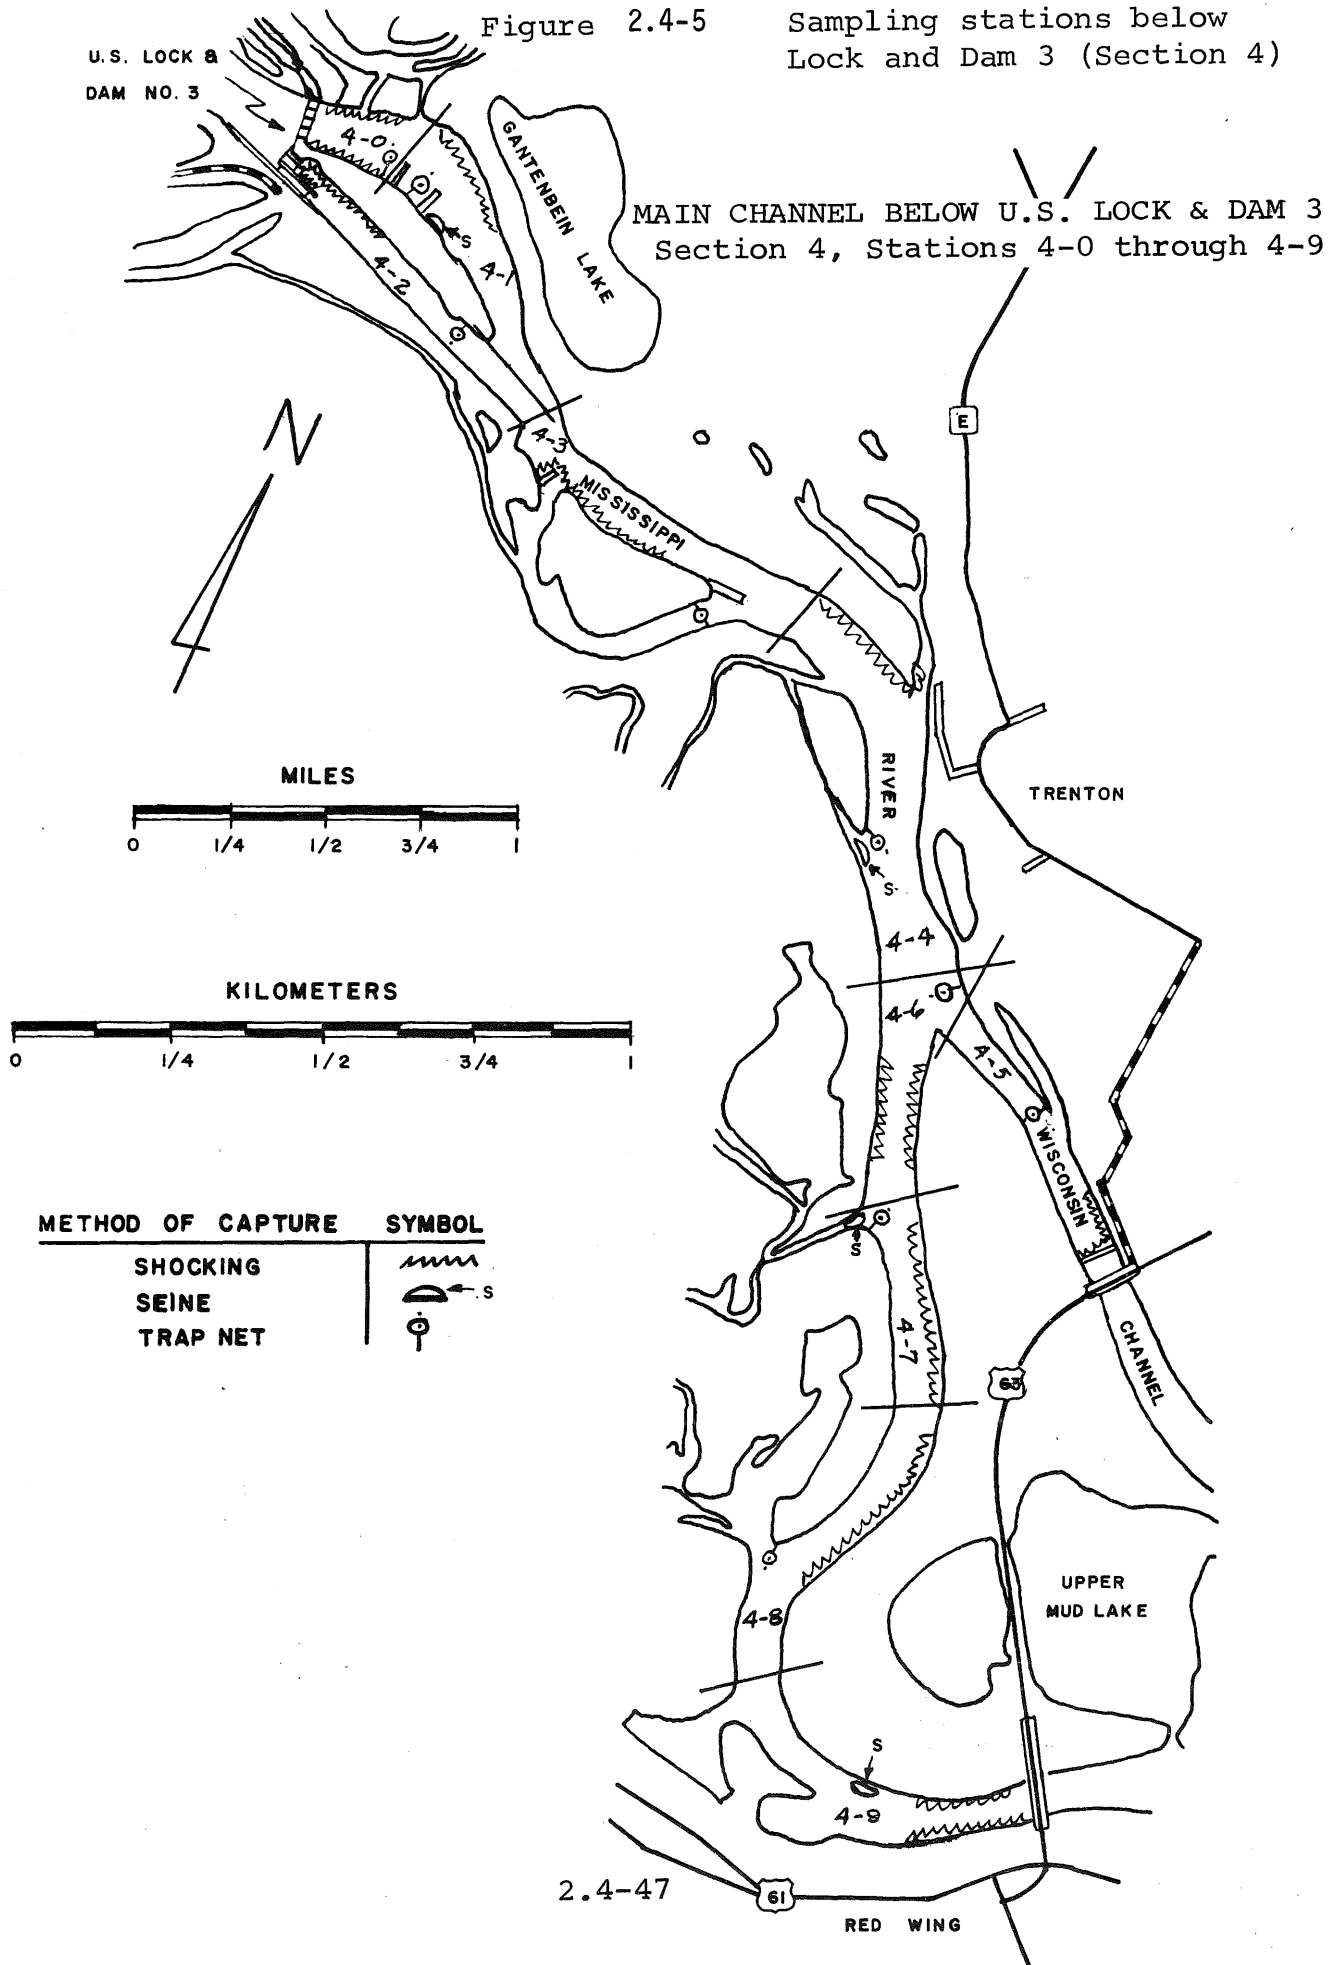 Figure 2.4-5 Sampling stations below
Lock and Dam 3 (Section 4)
U.S. LOCK &
DAM NO. 3
MAIN CHANNEL BELOW U.S. LOCK & DAM 3
Section 4, Stations 4-0 through 4-9
4-0
GANTENBEIN LAKE
S
4-1
4-2
N
E
4-3
MISSISSIPPI
RIVER
TRENTON
MILES
0 1/4 1/2 3/4 1
S
4-4
KILOMETERS
0 1/4 1/2 3/4 1
4-6
4-5
WISCONSIN
METHOD OF CAPTURE SYMBOL
SHOCKING
SEINE S
TRAP NET
S
4-7
63
CHANNEL
UPPER
MUD LAKE
4-8
S
4-9
2.4-47
61
RED WING